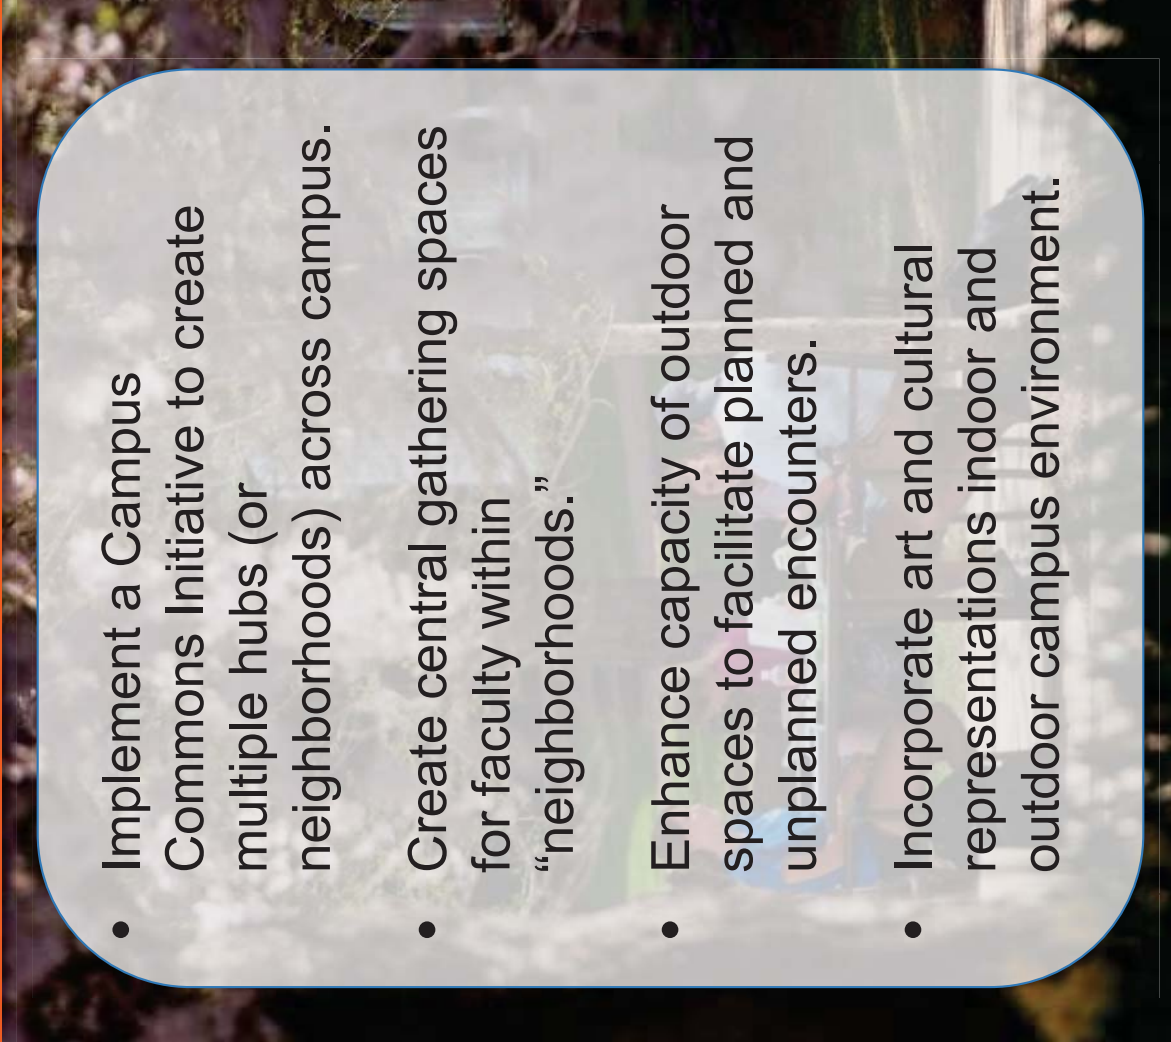 • Implement a Campus
Commons Initiative to create
multiple hubs (or
neighborhoods) across campus.
• Create central gathering spaces
for faculty within
“neighborhoods.”
• Enhance capacity of outdoor
spaces to facilitate planned and
unplanned encounters.
• Incorporate art and cultural
representations indoor and
outdoor campus environment.